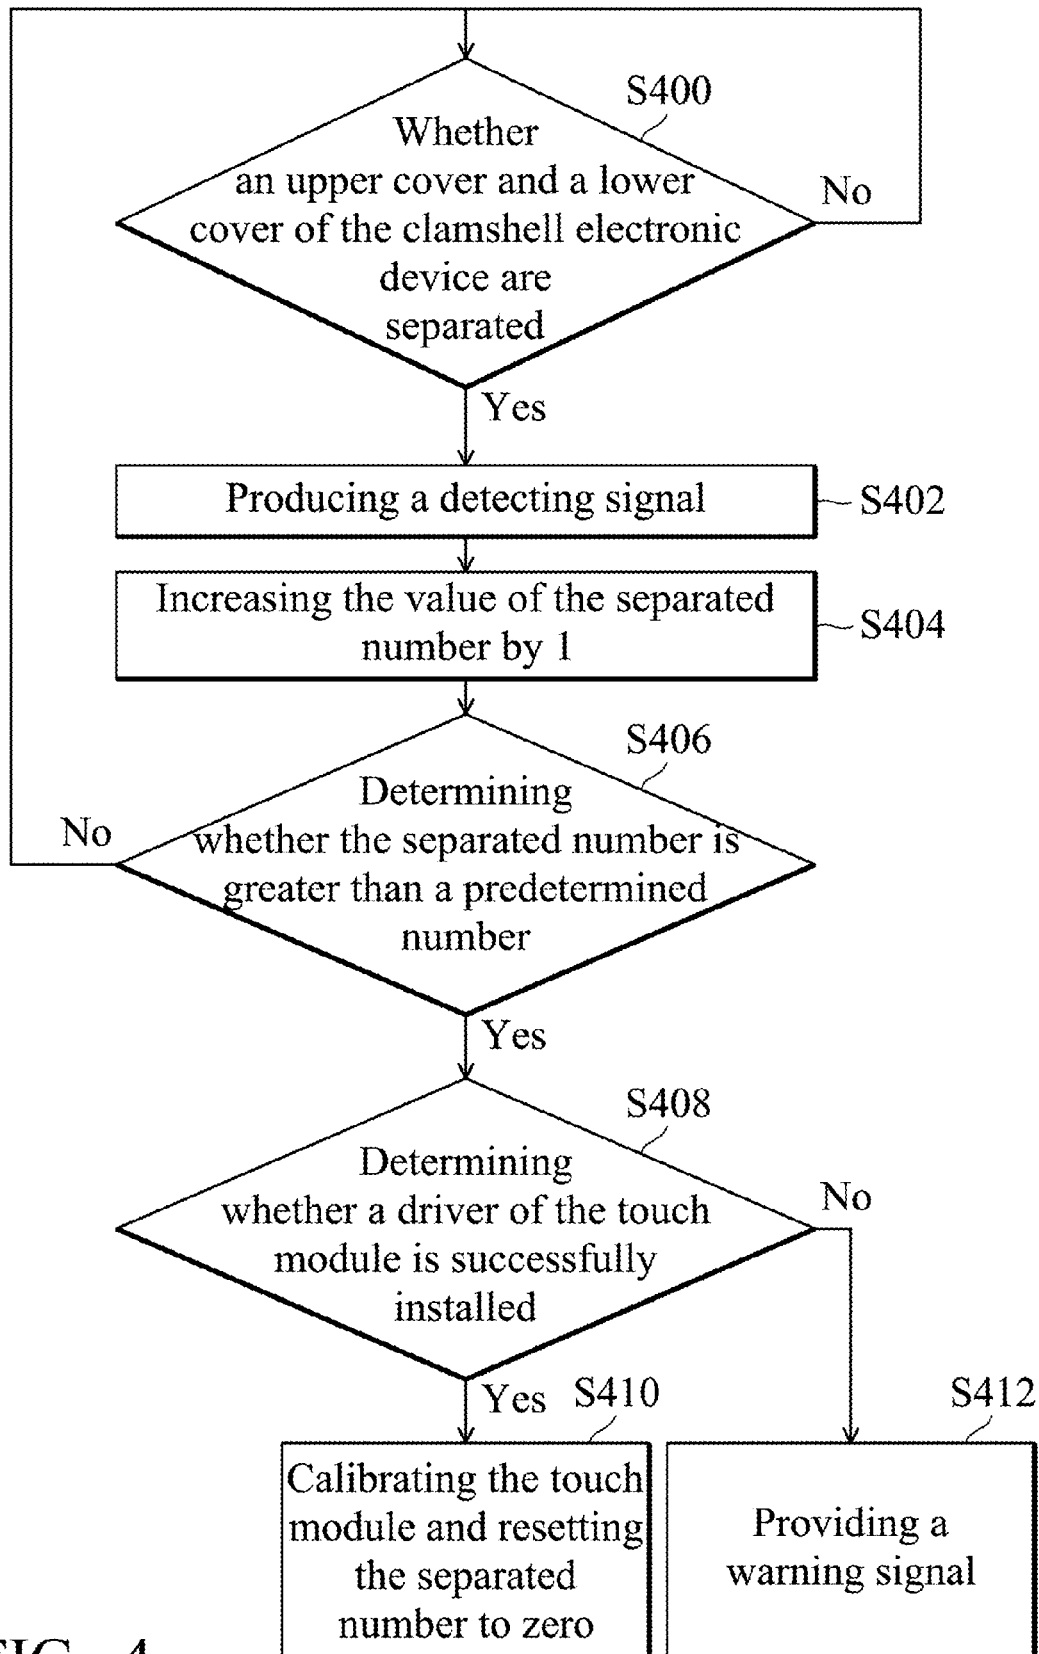 S400
Whether
an upper cover and a lower
cover of the clamshell electronic
device are
separated
No
Yes
Producing a detecting signal
S402
Increasing the value of the separated
number by 1
S404
S406
Determining
whether the separated number is
greater than a predetermined
number
No
Yes
S408
Determining
whether a driver of the touch
module is successfully
installed
No
Yes
S410
S412
Calibrating the touch
module and resetting
the separated
number to zero
Providing a
warning signal